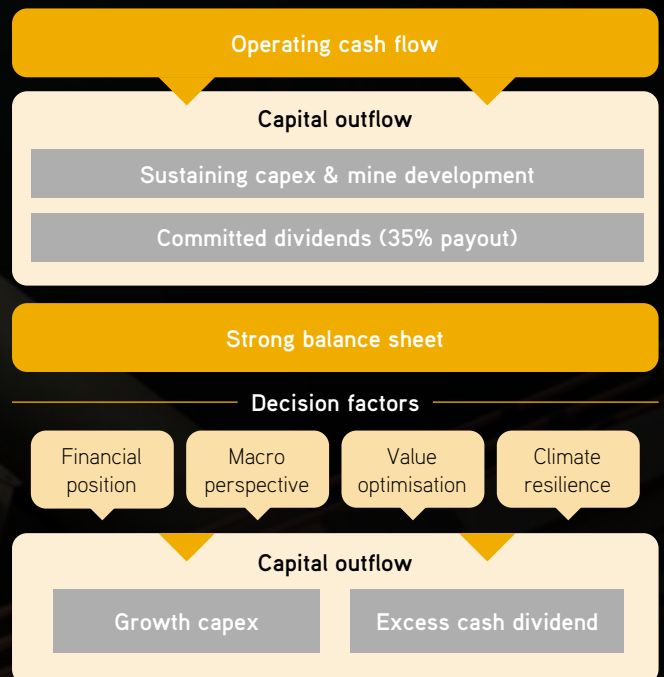 Operating cash flow
Capital outflow
Sustaining capex & mine development
Committed dividends (35% payout)
Strong balance sheet
Decision factors
Financial
position
Macro
perspective
Value
optimisation
Climate
resilience
Capital outflow
Growth capex
Excess cash dividend